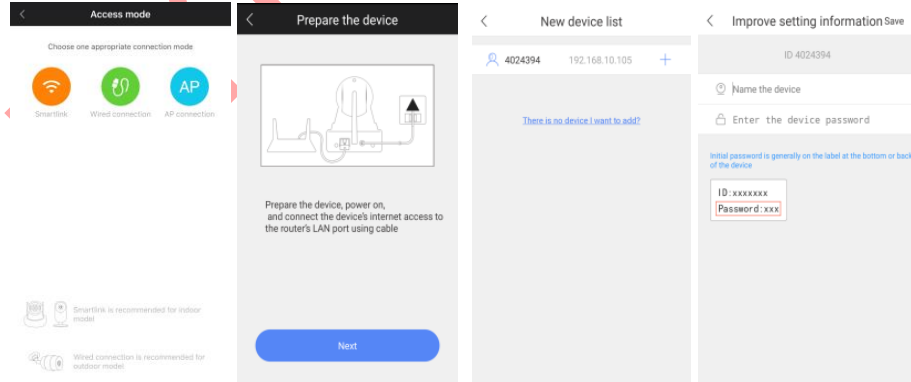 Access mode
Choose one appropriate connection mode
AP
Smartlink
Wired connection
AP connection
Smartlink is recommended for indoor
model
Wired connection is recommended for
outdoor model
Prepare the device
Prepare the device, power on,
and connect the device's internet access to
the router's LAN port using cable
Next
New device list
4024394 192.168.10.105
There is no device I want to add?
Improve setting information Save
ID 4024394
Name the device
Enter the device password
Initial password is generally on the label at the bottom or back
of the device
ID:xxxxxxx
Password:xxx